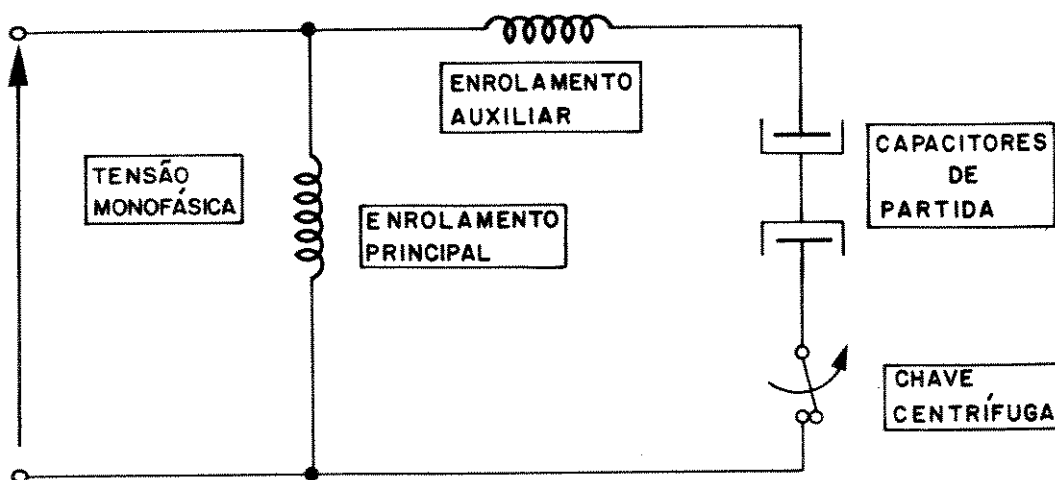 ENROLAMENTO
AUXILIAR
CAPACITORES
DE
PARTIDA
TENSÃO
MONOFÁSICA
ENROLAMENTO
PRINCIPAL
CHAVE
CENTRÍFUGA